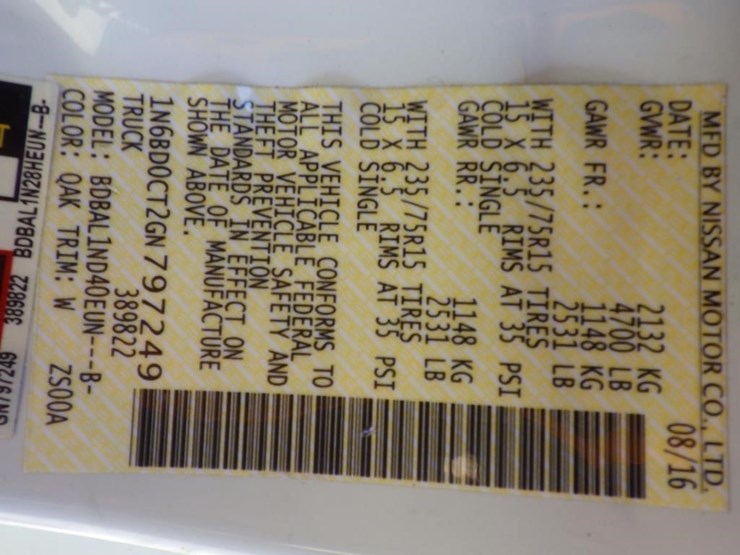 MFD BY NISSAN MOTOR CO., LTD.
DATE: 08/16
GVWR: 2132 KG
4700 LB
GAWR FR.: 1148 KG
2531 LB
WITH 235/75R15 TIRES
15 X 6.5 RIMS AT 35 PSI
COLD SINGLE
GAWR RR.: 1148 KG
2531 LB
WITH 235/75R15 TIRES
15 X 6.5 RIMS AT 35 PSI
COLD SINGLE
THIS VEHICLE CONFORMS TO
ALL APPLICABLE FEDERAL
MOTOR VEHICLE SAFETY AND
THEFT PREVENTION
STANDARDS IN EFFECT ON
THE DATE OF MANUFACTURE
SHOWN ABOVE.
1N6BD0CT2GN797249
TRUCK 389822
MODEL: BDBAL1ND40EUN---B-
COLOR: QAK TRIM: W ZS00A
389822 BDBAL1N28HEUN--B-
GN797249